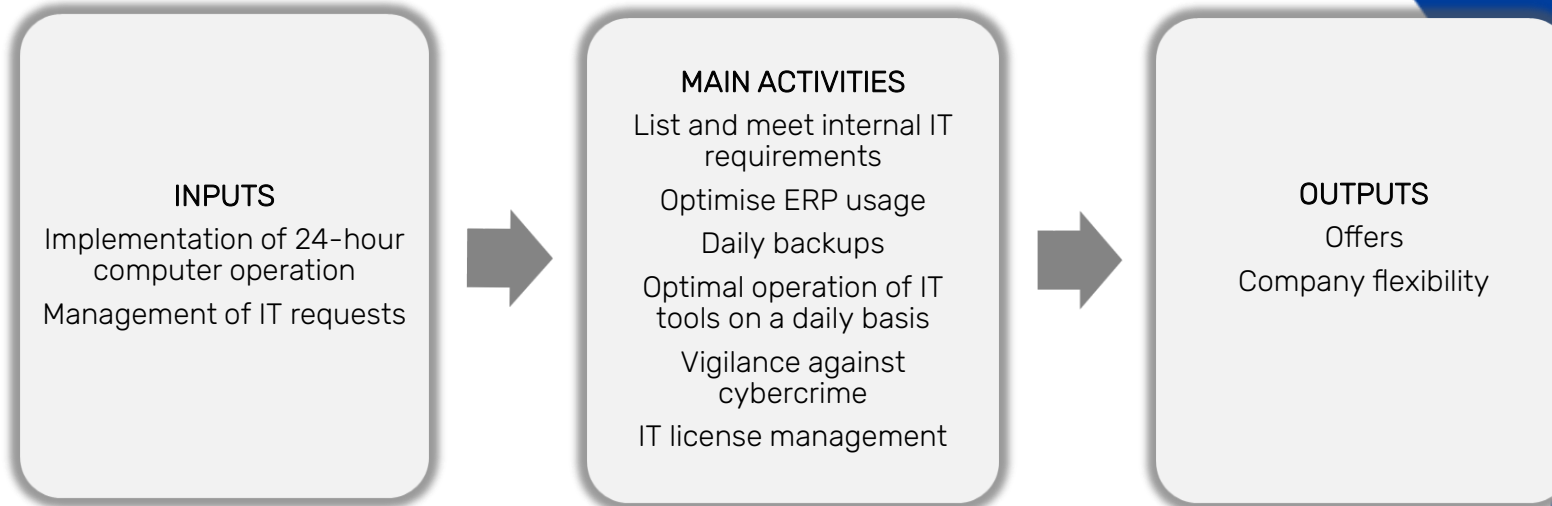 INPUTS
Implementation of 24-hour
computer operation
Management of IT requests
MAIN ACTIVITIES
List and meet internal IT
requirements
Optimise ERP usage
Daily backups
Optimal operation of IT
tools on a daily basis
Vigilance against
cybercrime
IT license management
OUTPUTS
Offers
Company flexibility